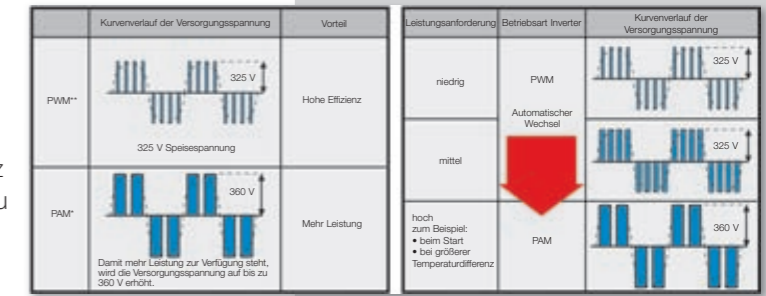 Kurvenverlauf der Versorgungsspannung
Vorteil
PWM**
325 V
325 V Speisespannung
Hohe Effizienz
PAM*
360 V
Damit mehr Leistung zur Verfügung steht,
wird die Versorgungsspannung auf bis zu
360 V erhöht.
Mehr Leistung
z
u
Leistungsanforderung
Betriebsart Inverter
Kurvenverlauf der
Versorgungsspannung
niedrig
PWM
325 V
Automatischer
Wechsel
mittel
325 V
hoch
zum Beispiel:
• beim Start
• bei größerer
Temperaturdifferenz
PAM
360 V